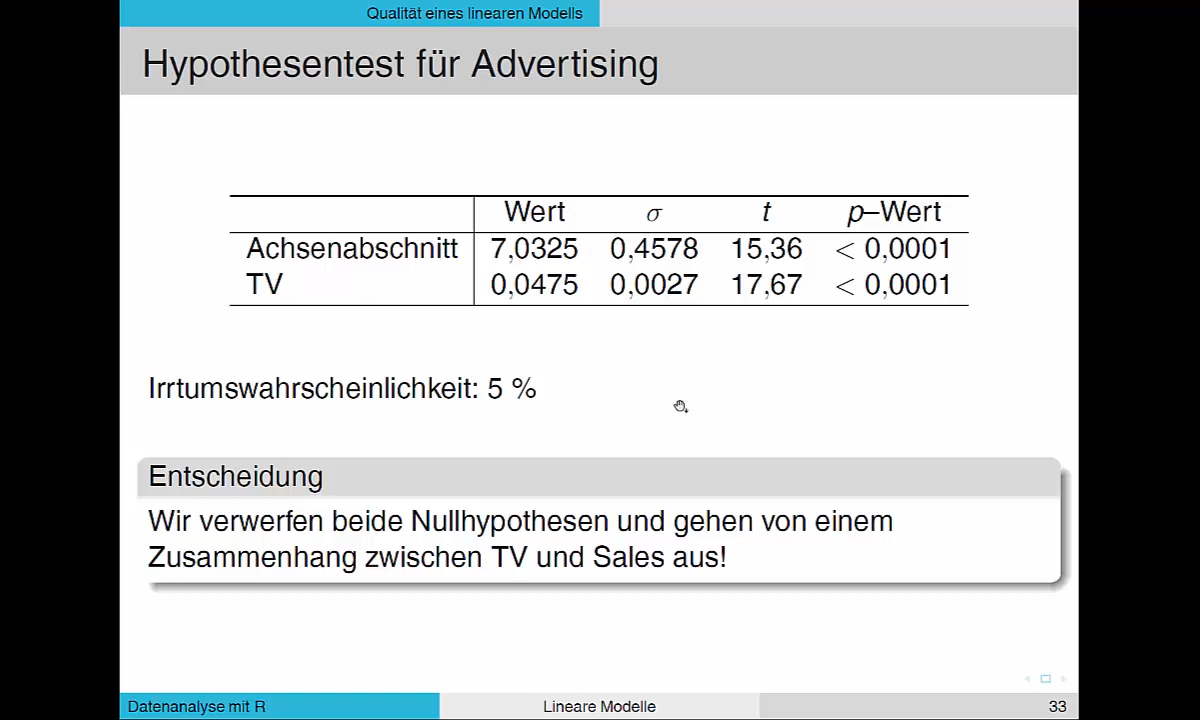 Qualität eines linearen Modells
Hypothesentest für Advertising
Wert σ t p–Wert
Achsenabschnitt 7,0325 0,4578 15,36 < 0,0001
TV 0,0475 0,0027 17,67 < 0,0001
Irrtumswahrscheinlichkeit: 5 %
Entscheidung
Wir verwerfen beide Nullhypothesen und gehen von einem
Zusammenhang zwischen TV und Sales aus!
Datenanalyse mit R Lineare Modelle 33